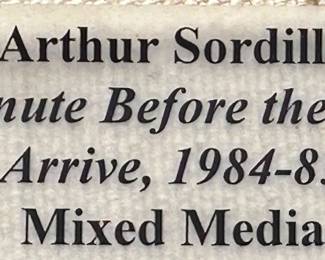 Arthur Sordill
nute Before the
Arrive, 1984-8
Mixed Media